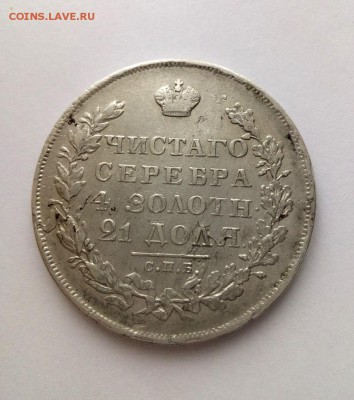 COINS.LAVE.RU
ЧИСТАГО
СЕРЕБРА
4. ЗОЛОТН.
21 ДОЛЯ
С.П.Б.